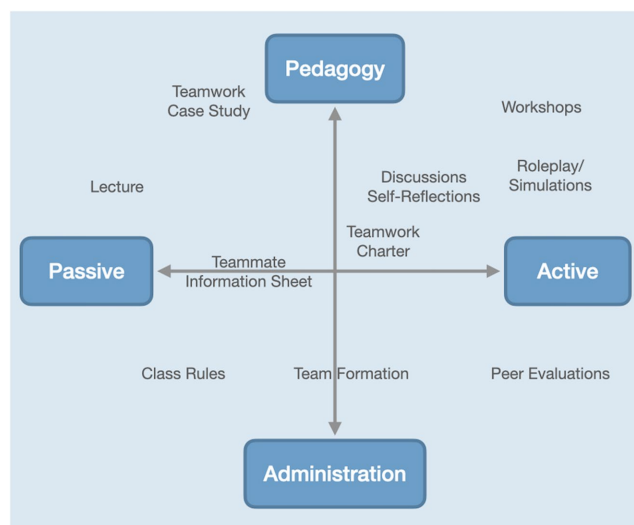 Pedagogy
Teamwork
Case Study
Workshops
Lecture
Discussions
Self-Reflections
Roleplay/
Simulations
Teamwork
Charter
Passive
Teammate
Information Sheet
Active
Class Rules
Team Formation
Peer Evaluations
Administration